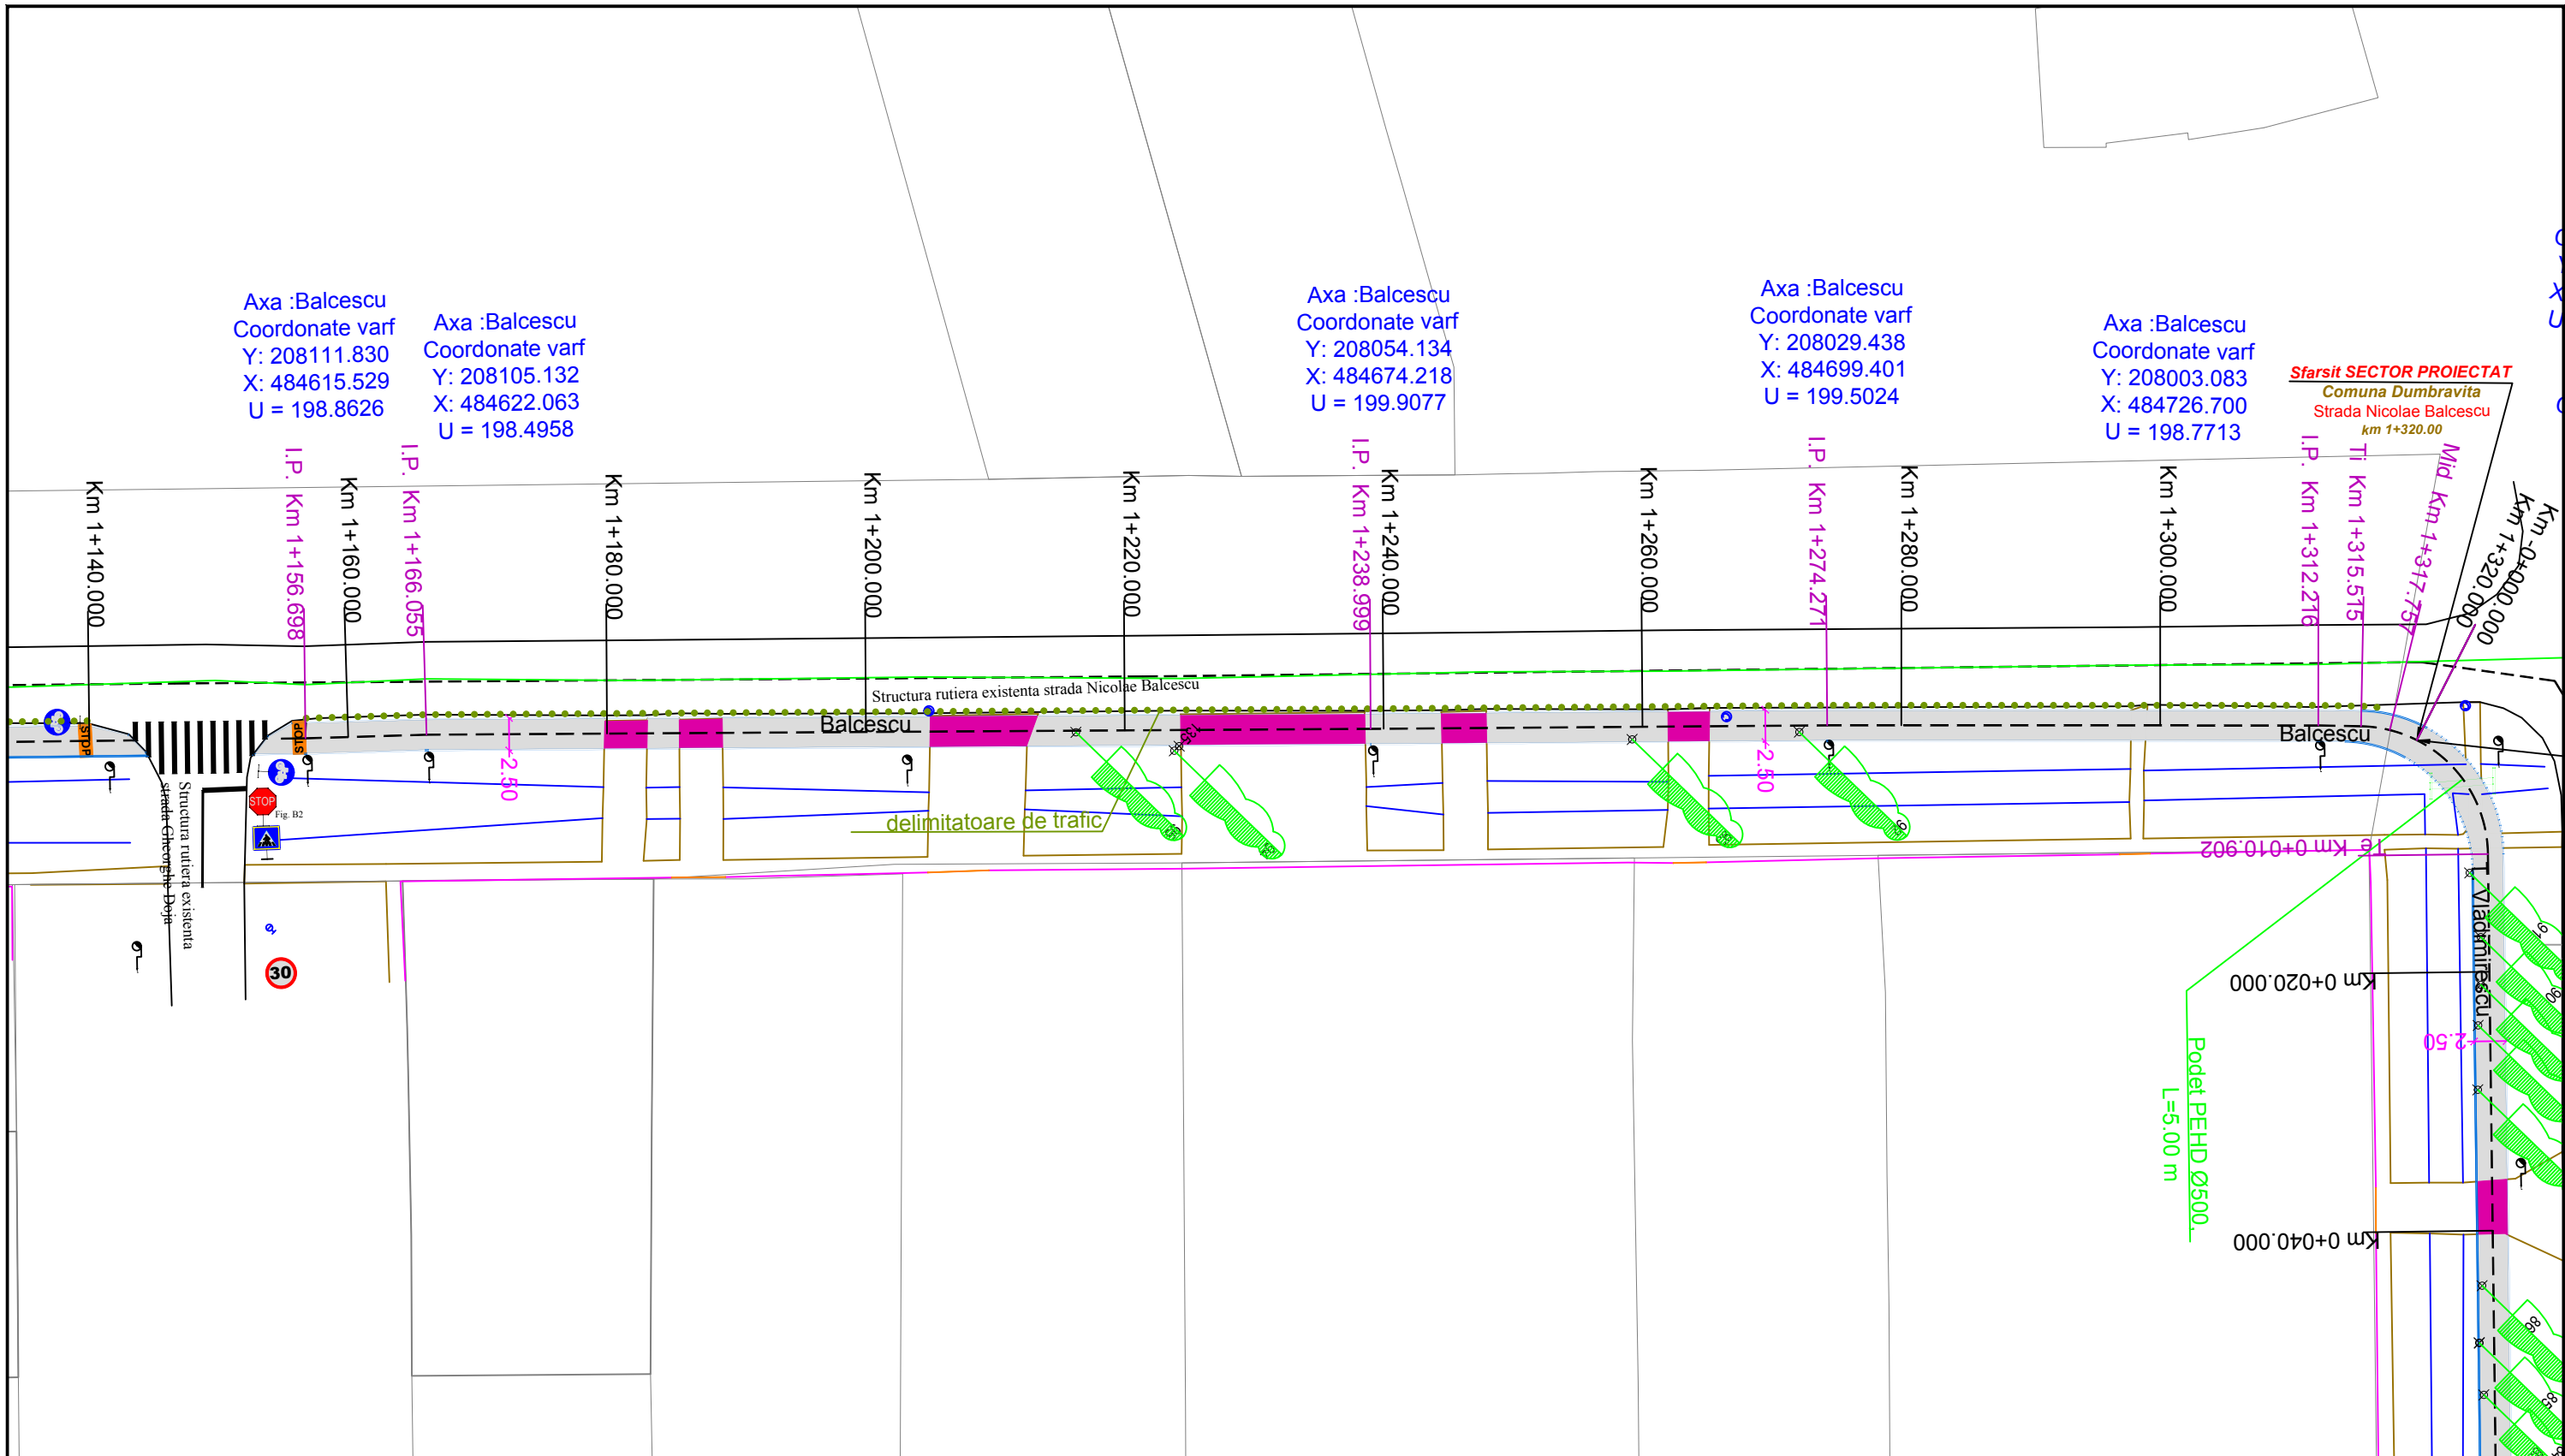 Axa :Balcescu
Coordonate varf
Y: 208111.830
X: 484615.529
U = 198.8626
Axa :Balcescu
Coordonate varf
Y: 208105.132
X: 484622.063
U = 198.4958
Axa :Balcescu
Coordonate varf
Y: 208054.134
X: 484674.218
U = 199.9077
Axa :Balcescu
Coordonate varf
Y: 208029.438
X: 484699.401
U = 199.5024
Axa :Balcescu
Coordonate varf
Y: 208003.083
X: 484726.700
U = 198.7713
Sfarsit SECTOR PROIECTAT
Comuna Dumbravita
Strada Nicolae Balcescu
km 1+320.00
X
U
Km 1+140.000
I.P. Km 1+156.698
Km 1+160.000
I.P. Km 1+166.055
Km 1+180.000
Km 1+200.000
Km 1+220.000
I.P. Km 1+238.999
Km 1+240.000
Km 1+260.000
I.P. Km 1+274.271
Km 1+280.000
Km 1+300.000
I.P. Km 1+312.216
Ti Km 1+315.515
Mid Km 1+317.757
Km 1+320.000
Km -0+000.000
Structura rutiera existenta strada Nicolae Balcescu
Balcescu
Balcescu
STOP
STOP
2.50
2.50
135
STOP
Fig. B2
delimitatoare de trafic
Structura rutiera existenta
strada Gheorghe Doja
30
Te Km 0+010.902
T. Vladimirescu
Km 0+020.000
2.50
Podet PEHD Ø500,
L=5.00 m
Km 0+040.000
91
90
86
85